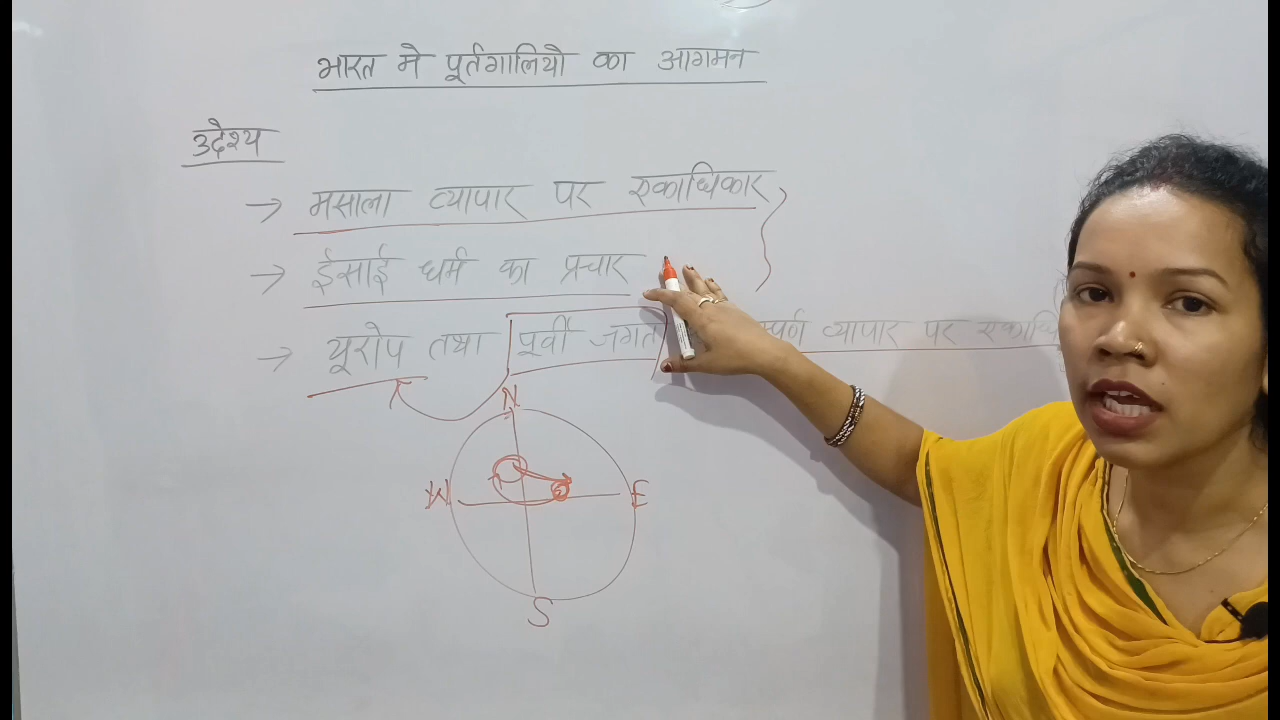 भारत मे पूर्तगालियो का आगमन
उद्देश्य
→ मसाला व्यापार पर एकाधिकार
→ ईसाई धर्म का प्रचार
→ यूरोप तथा पूर्वी जगत व्यापार पर
N
W E
S